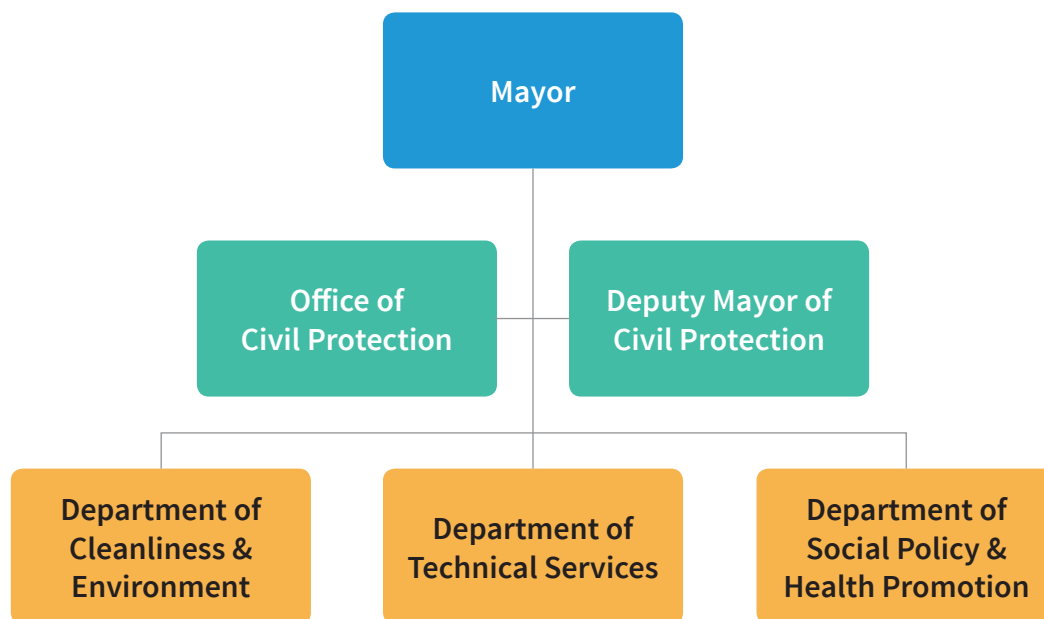 Mayor
Office of
Civil Protection
Deputy Mayor of
Civil Protection
Department of
Cleanliness &
Environment
Department of
Technical Services
Department of
Social Policy &
Health Promotion